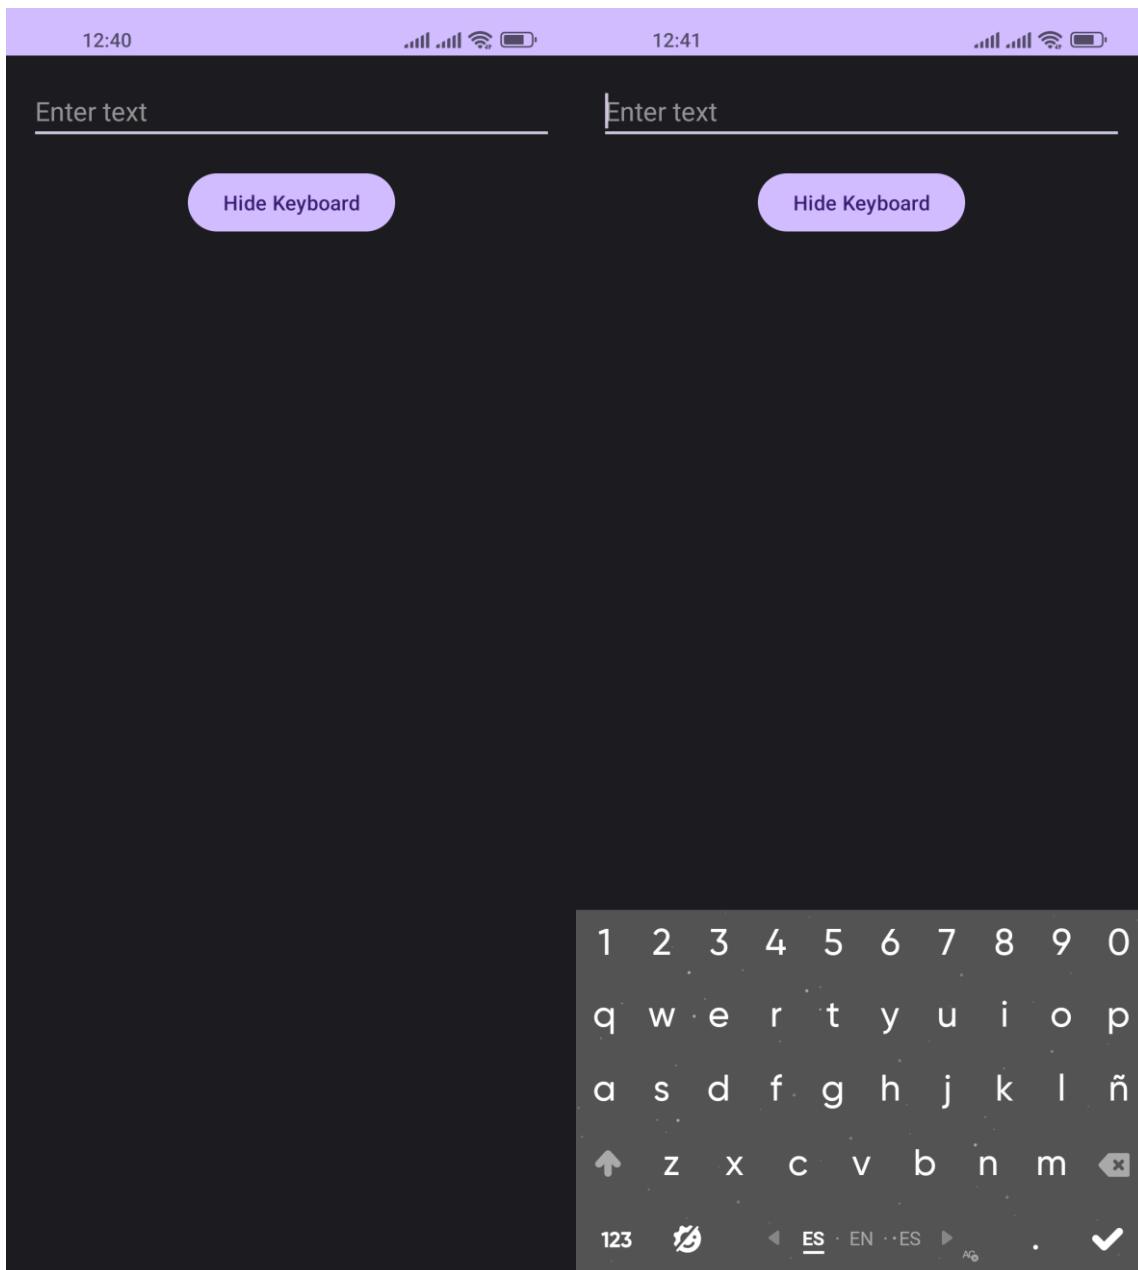 12:40
Enter text
Hide Keyboard
12:41
Enter text
Hide Keyboard
1 2 3 4 5 6 7 8 9 0
q w e r t y u i o p
a s d f g h j k l ñ
z x c v b n m
123 ES · EN ··ES AG .